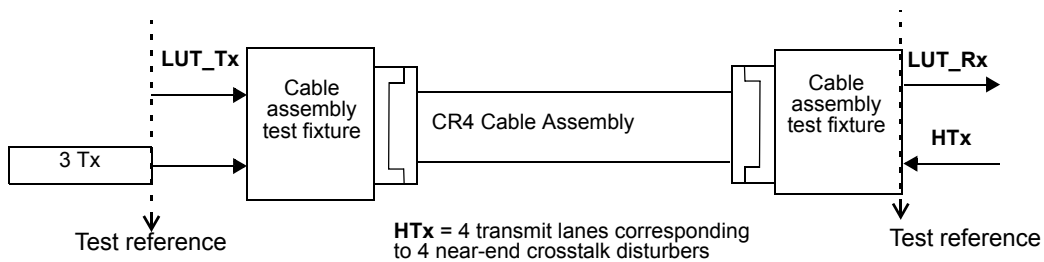 LUT_Tx
Cable
assembly
test fixture
3 Tx
CR4 Cable Assembly
Cable
assembly
test fixture
LUT_Rx
HTx
Test reference
HTx = 4 transmit lanes corresponding
to 4 near-end crosstalk disturbers
Test reference